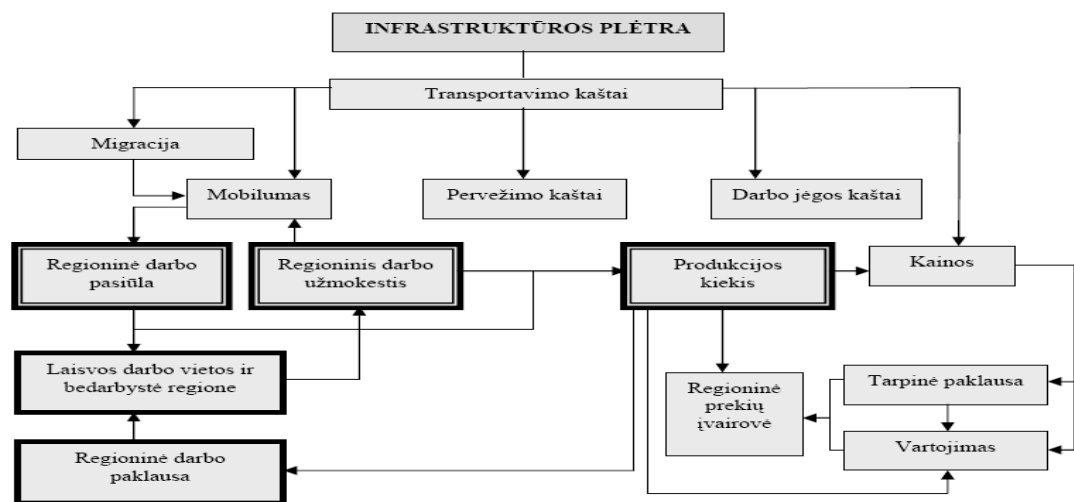 INFRASTRUKTŪROS PLĖTRA
Transportavimo kaštai
Migracija
Mobilumas
Pervežimo kaštai
Darbo jėgos kaštai
Regioninė darbo
pasiūla
Regioninis darbo
užmokestis
Produkcijos
kiekis
Kainos
Laisvos darbo vietos ir
bedarbystė regione
Regioninė
prekių
įvairovė
Tarpinė paklausa
Vartojimas
Regioninė darbo
paklausa